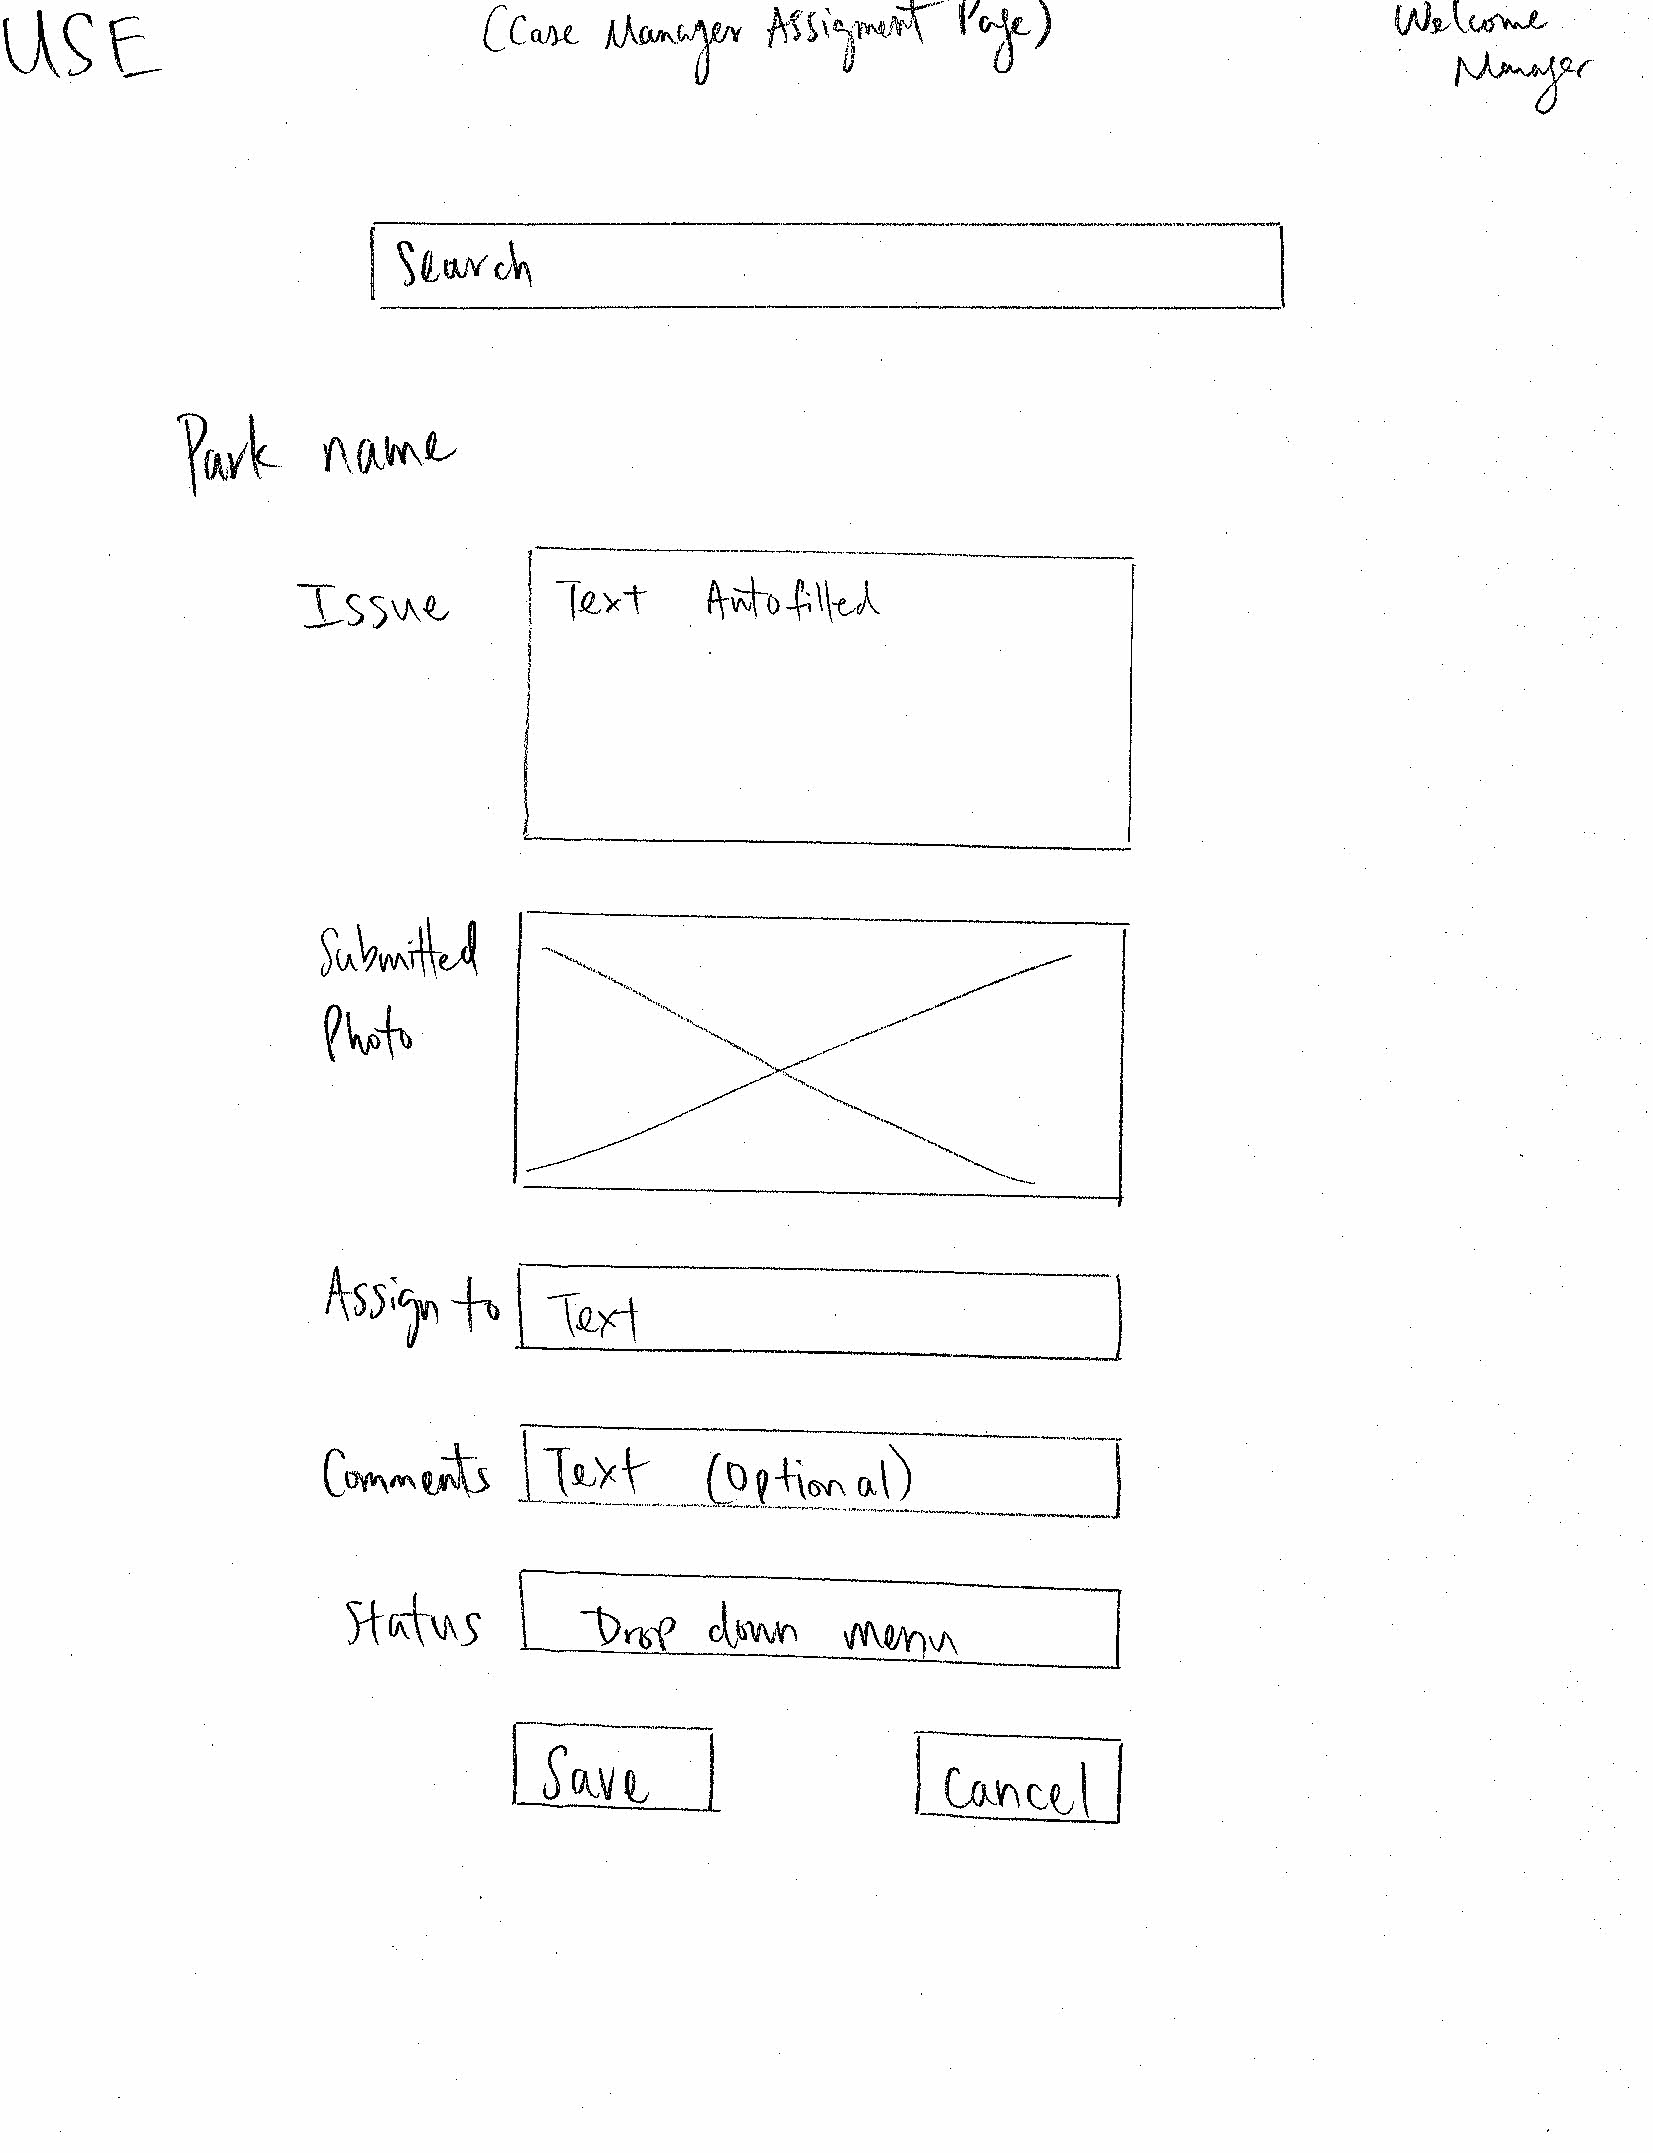 USE
(Case Manager Assigment Page)
Welcome
Manager
Search
Park name
Issue
Text Autofilled
Submitted
Photo
Assign to
Text
Comments
Text (Optional)
Status
Drop down menu
Save
Cancel